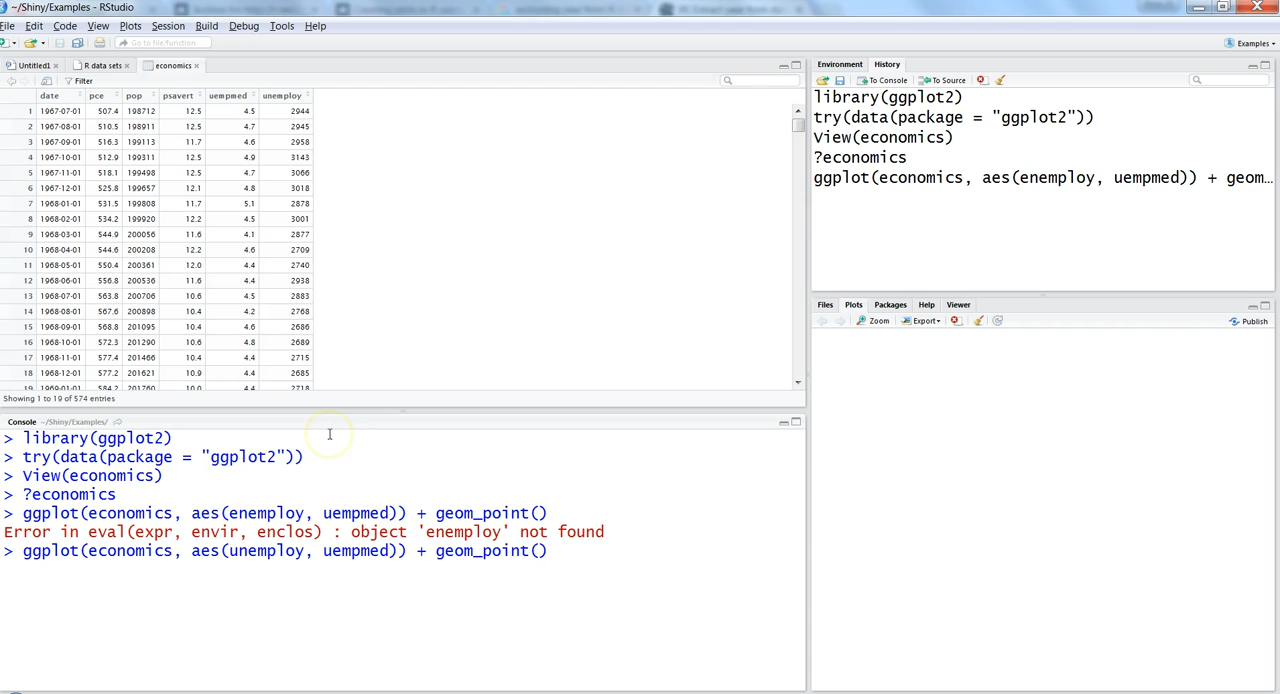 ~/Shiny/Examples - RStudio
File Edit Code View Plots Session Build Debug Tools Help
Go to file/function
Examples
Untitled1 R data sets economics
Filter
date pce pop psavert uempmed unemploy
1 1967-07-01 507.4 198712 12.5 4.5 2944
2 1967-08-01 510.5 198911 12.5 4.7 2945
3 1967-09-01 516.3 199113 11.7 4.6 2958
4 1967-10-01 512.9 199311 12.5 4.9 3143
5 1967-11-01 518.1 199498 12.5 4.7 3066
6 1967-12-01 525.8 199657 12.1 4.8 3018
7 1968-01-01 531.5 199808 11.7 5.1 2878
8 1968-02-01 534.2 199920 12.2 4.5 3001
9 1968-03-01 544.9 200056 11.6 4.1 2877
10 1968-04-01 544.6 200208 12.2 4.6 2709
11 1968-05-01 550.4 200361 12.0 4.4 2740
12 1968-06-01 556.8 200536 11.6 4.4 2938
13 1968-07-01 563.8 200706 10.6 4.5 2883
14 1968-08-01 567.6 200898 10.4 4.2 2768
15 1968-09-01 568.8 201095 10.4 4.6 2686
16 1968-10-01 572.3 201290 10.6 4.8 2689
17 1968-11-01 577.4 201466 10.4 4.4 2715
18 1968-12-01 577.2 201621 10.9 4.4 2685
19 1969-01-01 584.2 201760 10.0 4.4 2718
Showing 1 to 19 of 574 entries
Console ~/Shiny/Examples/
> library(ggplot2)
> try(data(package = "ggplot2"))
> View(economics)
> ?economics
> ggplot(economics, aes(enemploy, uempmed)) + geom_point()
Error in eval(expr, envir, enclos) : object 'enemploy' not found
> ggplot(economics, aes(unemploy, uempmed)) + geom_point()
Environment History
To Console To Source
library(ggplot2)
try(data(package = "ggplot2"))
View(economics)
?economics
ggplot(economics, aes(enemploy, uempmed)) + geom…
Files Plots Packages Help Viewer
Zoom Export Publish